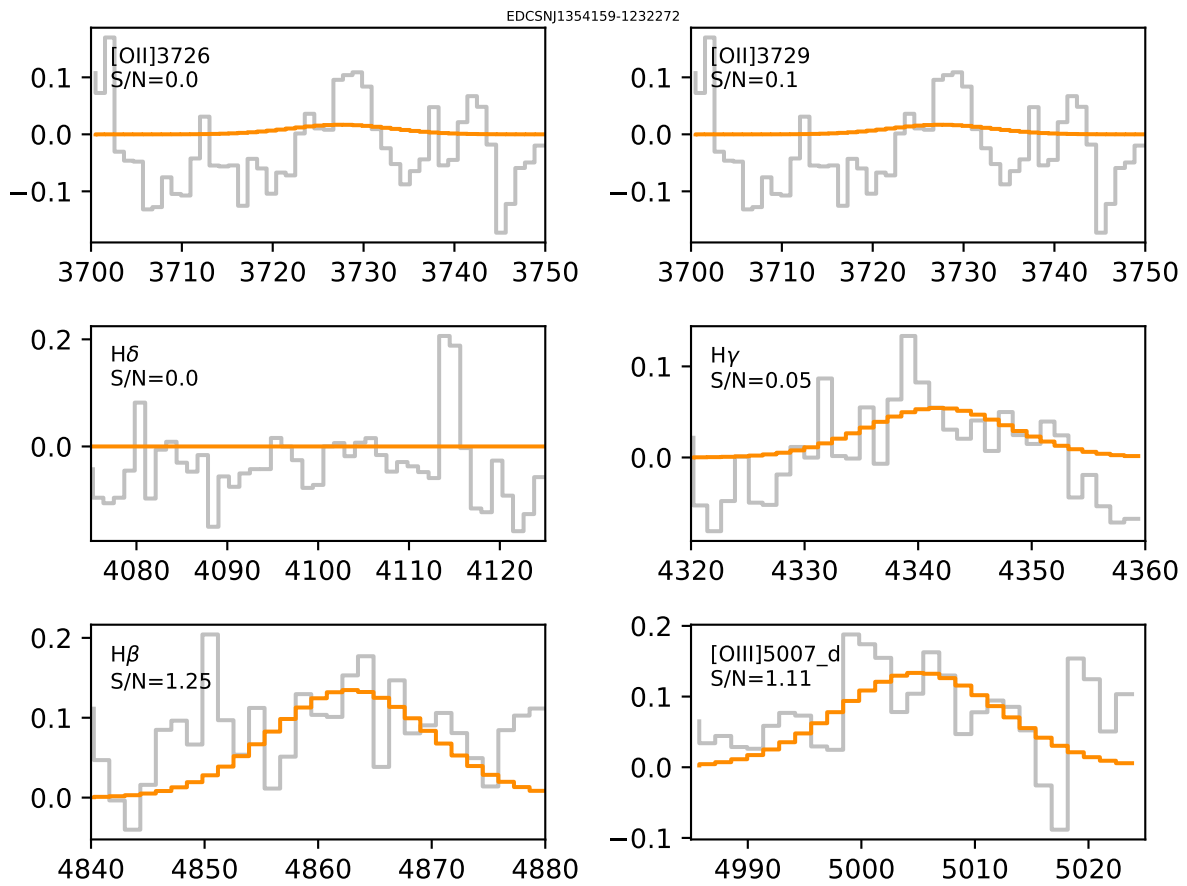 EDCSNJ1354159-1232272
[OII]3726
S/N=0.0
0.1
0.0
−0.1
3700 3710 3720 3730 3740 3750
[OII]3729
S/N=0.1
0.1
0.0
−0.1
3700 3710 3720 3730 3740 3750
Hδ
S/N=0.0
0.2
0.0
4080 4090 4100 4110 4120
Hγ
S/N=0.05
0.1
0.0
4320 4330 4340 4350 4360
Hβ
S/N=1.25
0.2
0.1
0.0
4840 4850 4860 4870 4880
[OIII]5007_d
S/N=1.11
0.2
0.1
0.0
−0.1
4990 5000 5010 5020